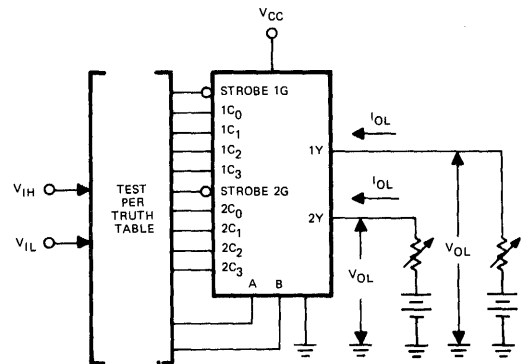 VCC
STROBE 1G
1C0
1C1
1C2
1C3
STROBE 2G
2C0
2C1
2C2
2C3
A B
1Y
2Y
IOL
IOL
VOL
VOL
VIH
VIL
TEST
PER
TRUTH
TABLE